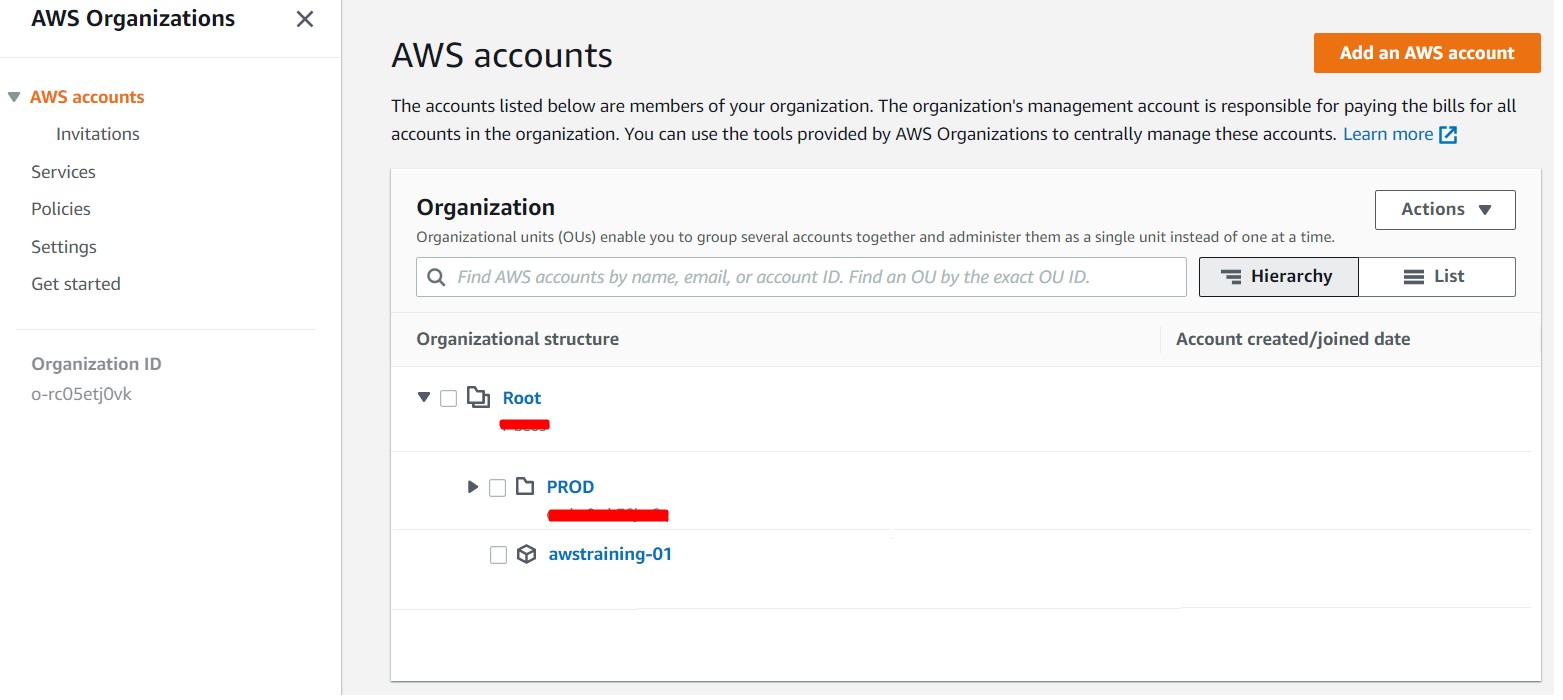 AWS Organizations
AWS accounts
Invitations
Services
Policies
Settings
Get started
Organization ID
o-rc05etj0vk
AWS accounts
Add an AWS account
The accounts listed below are members of your organization. The organization's management account is responsible for paying the bills for all
accounts in the organization. You can use the tools provided by AWS Organizations to centrally manage these accounts. Learn more
Organization
Actions
Organizational units (OUs) enable you to group several accounts together and administer them as a single unit instead of one at a time.
Find AWS accounts by name, email, or account ID. Find an OU by the exact OU ID.
Hierarchy
List
Organizational structure
Account created/joined date
Root
PROD
awstraining-01